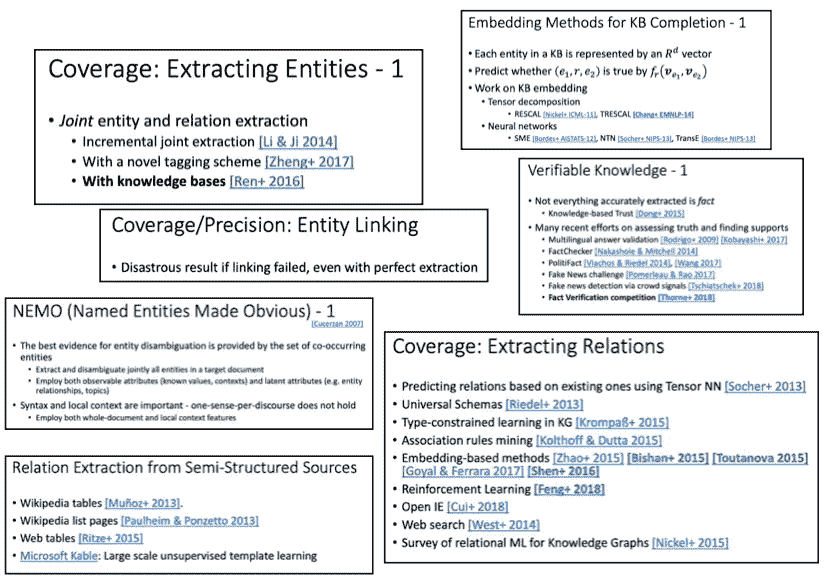 Coverage: Extracting Entities - 1
• Joint entity and relation extraction
• Incremental joint extraction [Li & Ji 2014]
• With a novel tagging scheme [Zheng+ 2017]
• With knowledge bases [Ren+ 2016]
Embedding Methods for KB Completion - 1
• Each entity in a KB is represented by an R^d vector
• Predict whether (e₁, r, e₂) is true by f_r(v_e₁, v_e₂)
• Work on KB embedding
• Tensor decomposition
• RESCAL [Nickel+ ICML-11], TRESCAL [Chang+ EMNLP-14]
• Neural networks
• SME [Bordes+ AISTATS-12], NTN [Socher+ NIPS-13], TransE [Bordes+ NIPS-13]
Verifiable Knowledge - 1
• Not everything accurately extracted is fact
• Knowledge-based Trust [Dong+ 2015]
• Many recent efforts on assessing truth and finding supports
• Multilingual answer validation [Rodrigo+ 2009] [Kobayashi+ 2017]
• FactChecker [Nakashole & Mitchell 2014]
• PolitiFact [Vlachos & Riedel 2014], [Wang 2017]
• Fake News challenge [Pomerleau & Rao 2017]
• Fake news detection via crowd signals [Tschiatschek+ 2018]
• Fact Verification competition [Thorne+ 2018]
Coverage/Precision: Entity Linking
• Disastrous result if linking failed, even with perfect extraction
NEMO (Named Entities Made Obvious) - 1
[Cucerzan 2007]
• The best evidence for entity disambiguation is provided by the set of co-occurring
entities
• Extract and disambiguate jointly all entities in a target document
• Employ both observable attributes (known values, contexts) and latent attributes (e.g. entity
relationships, topics)
• Syntax and local context are important - one-sense-per-discourse does not hold
• Employ both whole-document and local context features
Coverage: Extracting Relations
• Predicting relations based on existing ones using Tensor NN [Socher+ 2013]
• Universal Schemas [Riedel+ 2013]
• Type-constrained learning in KG [Krompaß+ 2015]
• Association rules mining [Kolthoff & Dutta 2015]
• Embedding-based methods [Zhao+ 2015] [Bishan+ 2015] [Toutanova 2015]
[Goyal & Ferrara 2017] [Shen+ 2016]
• Reinforcement Learning [Feng+ 2018]
• Open IE [Cui+ 2018]
• Web search [West+ 2014]
• Survey of relational ML for Knowledge Graphs [Nickel+ 2015]
Relation Extraction from Semi-Structured Sources
• Wikipedia tables [Muñoz+ 2013].
• Wikipedia list pages [Paulheim & Ponzetto 2013]
• Web tables [Ritze+ 2015]
• Microsoft Kable: Large scale unsupervised template learning